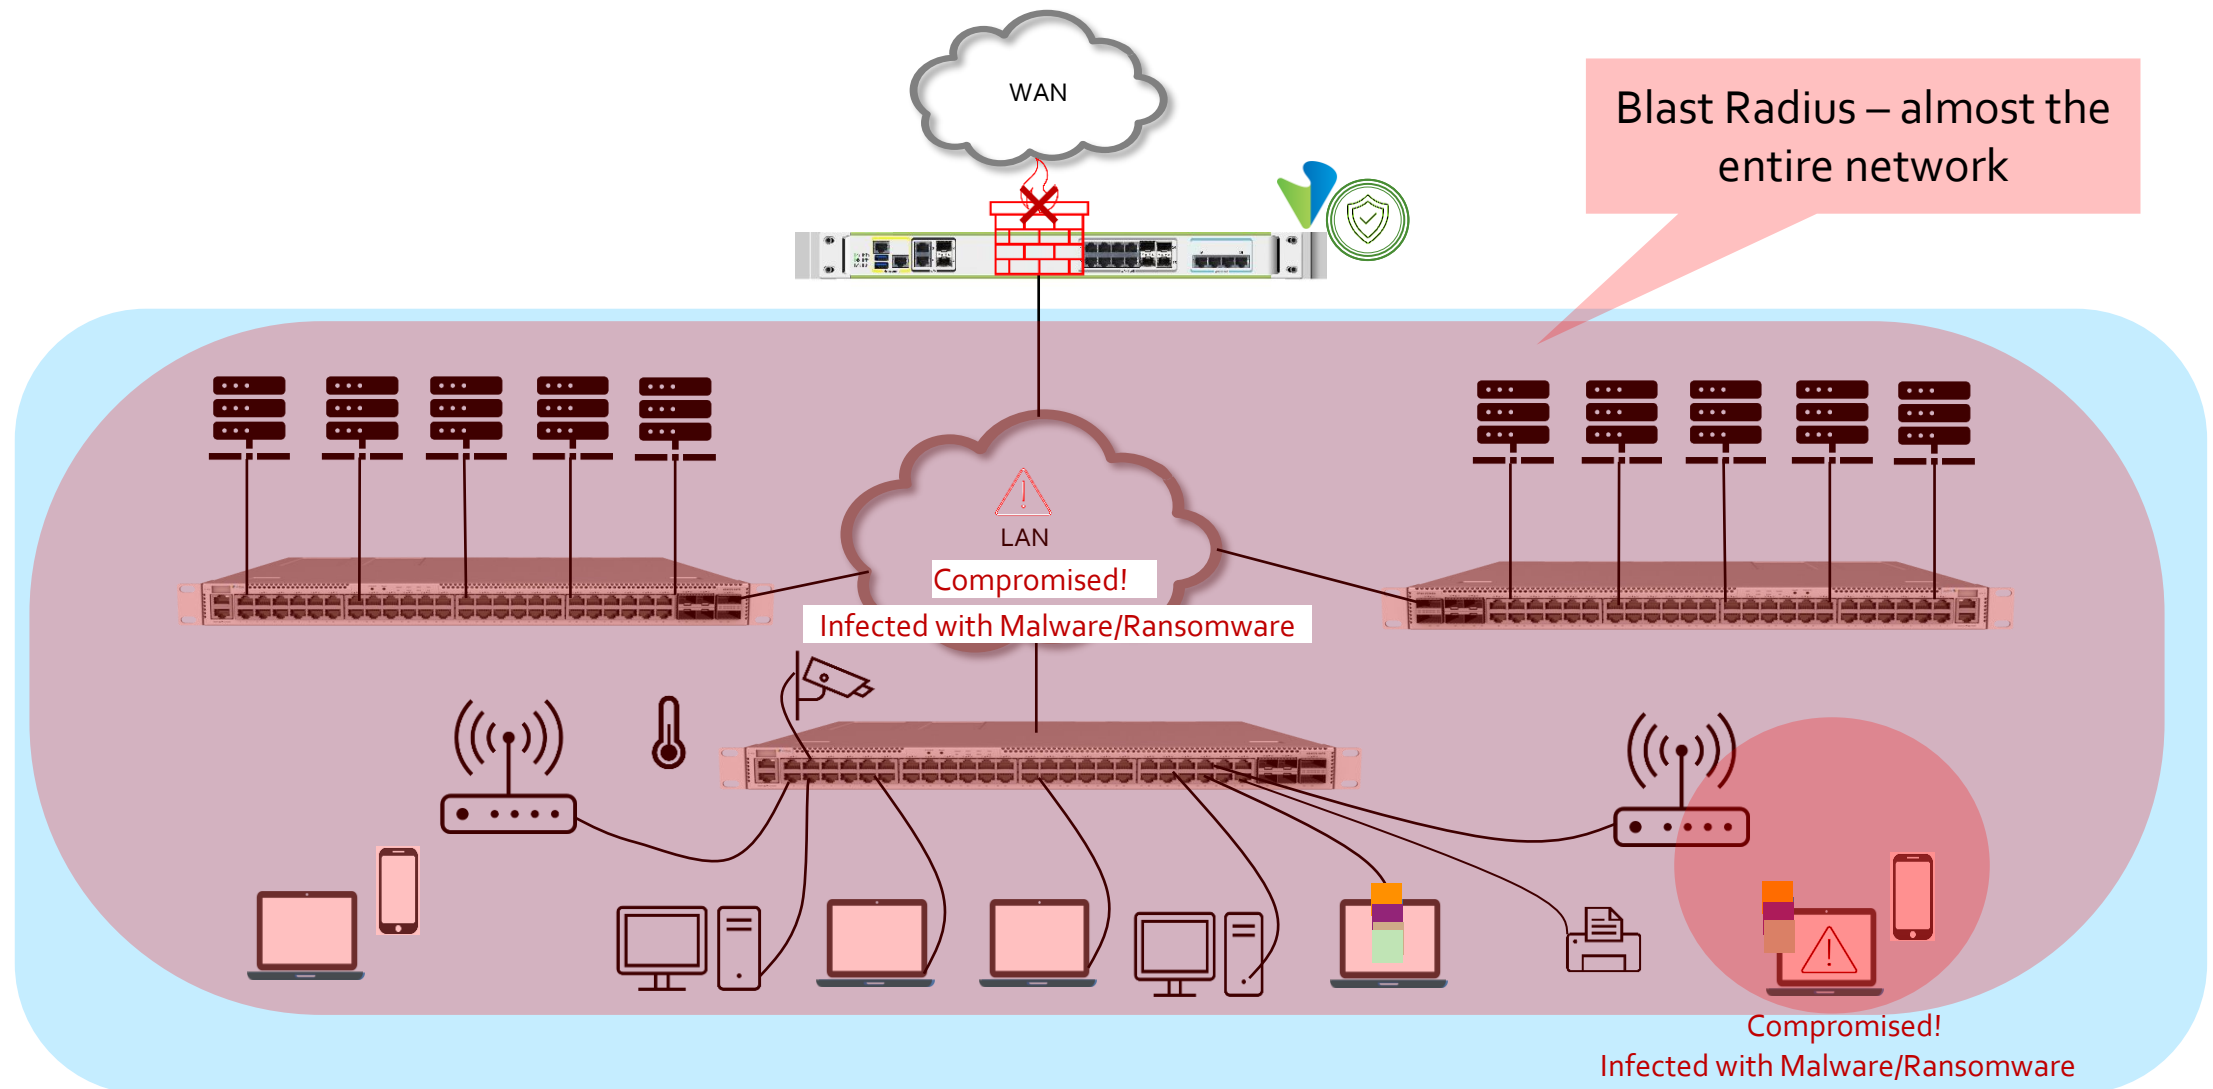 WAN
Blast Radius – almost the
entire network
LAN
Compromised!
Infected with Malware/Ransomware
Compromised!
Infected with Malware/Ransomware